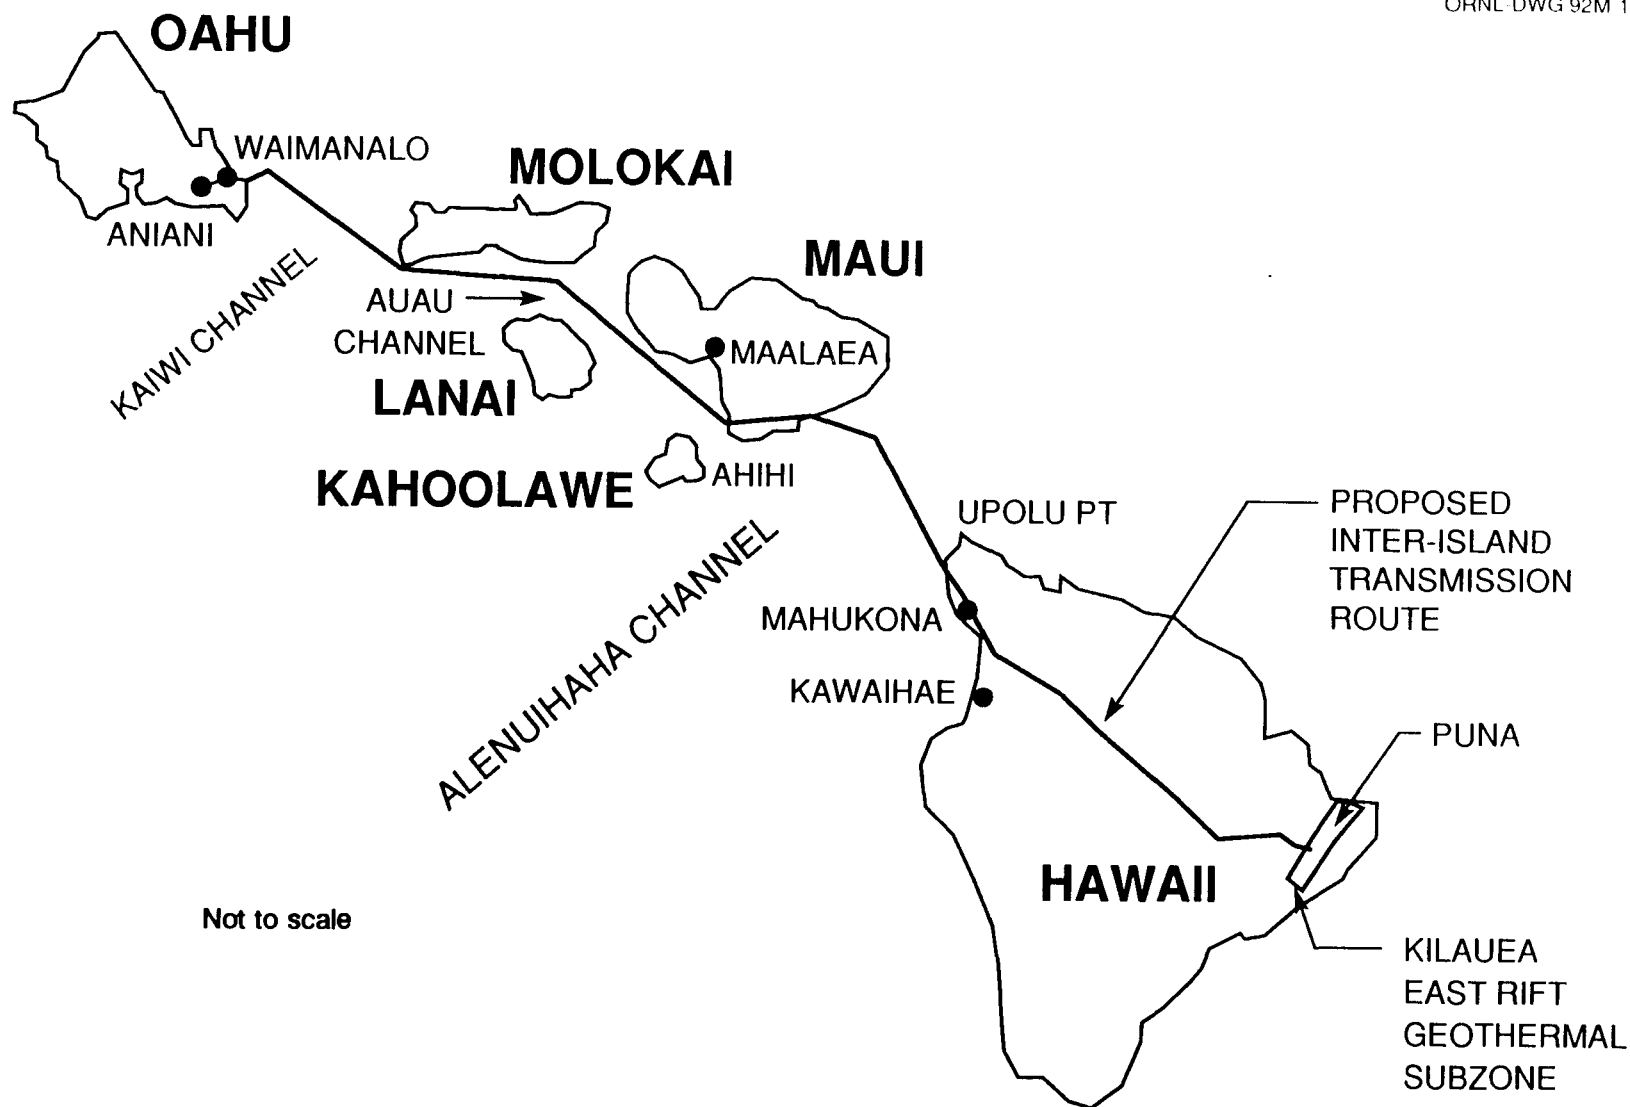 ORNL-DWG 92M 1
OAHU
WAIMANALO
MOLOKAI
ANIANI
MAUI
KAIWI CHANNEL
AUAU
CHANNEL
MAALAEA
LANAI
KAHOOLAWE
AHIHI
UPOLU PT
PROPOSED
INTER-ISLAND
TRANSMISSION
ROUTE
ALENUIHAHA CHANNEL
MAHUKONA
KAWAIHAE
PUNA
HAWAII
Not to scale
KILAUEA
EAST RIFT
GEOTHERMAL
SUBZONE